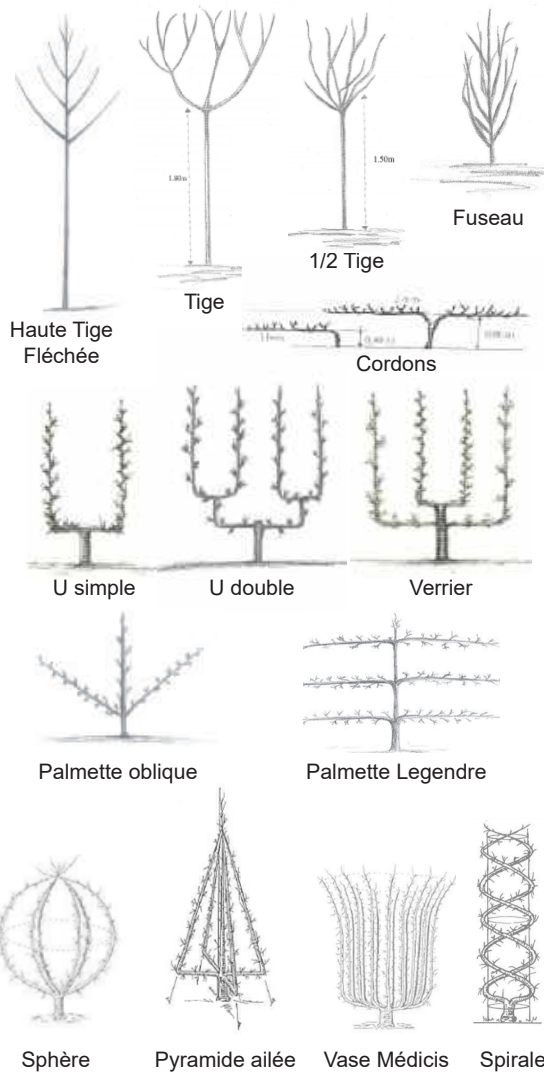 1.80m
1.50m
Fuseau
1/2 Tige
Tige
Haute Tige
Fléchée
Cordons
U simple
U double
Verrier
Palmette oblique
Palmette Legendre
Sphère
Pyramide ailée
Vase Médicis
Spirale